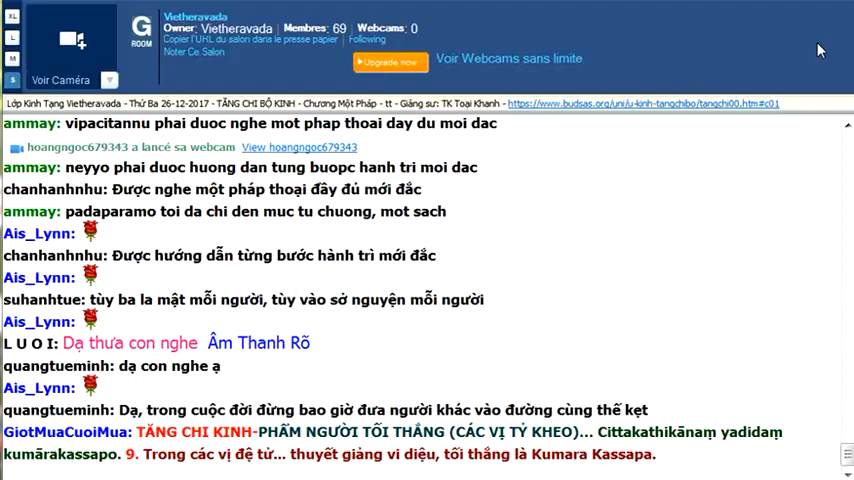 XL
L
M
S
Voir Caméra
G
ROOM
Vietheravada
Owner: Vietheravada | Membres: 69 | Webcams: 0
Copier l'URL du salon dans le presse papier | Following
Noter Ce Salon
Upgrade now
Voir Webcams sans limite
Lớp Kinh Tạng Vietheravada - Thứ Ba 26-12-2017 - TĂNG CHI BỘ KINH - Chương Một Pháp - tt - Giảng sư: TK Toại Khanh - https://www.budsas.org/uni/u-kinh-tangchibo/tangchi00.htm#c01
ammay: vipacitannu phai duoc nghe mot phap thoai day du moi dac
hoangngoc679343 a lancé sa webcam View hoangngoc679343
ammay: neyyo phai duoc huong dan tung buopc hanh tri moi dac
chanhanhnhu: Được nghe một pháp thoại đầy đủ mới đắc
ammay: padaparamo toi da chi den muc tu chuong, mot sach
Ais_Lynn:
chanhanhnhu: Được hướng dẫn từng bước hành trì mới đắc
Ais_Lynn:
suhanhtue: tùy ba la mật mỗi người, tùy vào sở nguyện mỗi người
Ais_Lynn:
L U O I: Dạ thưa con nghe Âm Thanh Rõ
quangtueminh: dạ con nghe ạ
Ais_Lynn:
quangtueminh: Dạ, trong cuộc đời đừng bao giờ đưa người khác vào đường cùng thế kẹt
GiotMuaCuoiMua: TĂNG CHI KINH-PHẨM NGƯỜI TỐI THẮNG (CÁC VỊ TỶ KHEO)... Cittakathikānaṃ yadidaṃ
kumārakassapo. 9. Trong các vị đệ tử... thuyết giảng vi diệu, tối thắng là Kumara Kassapa.